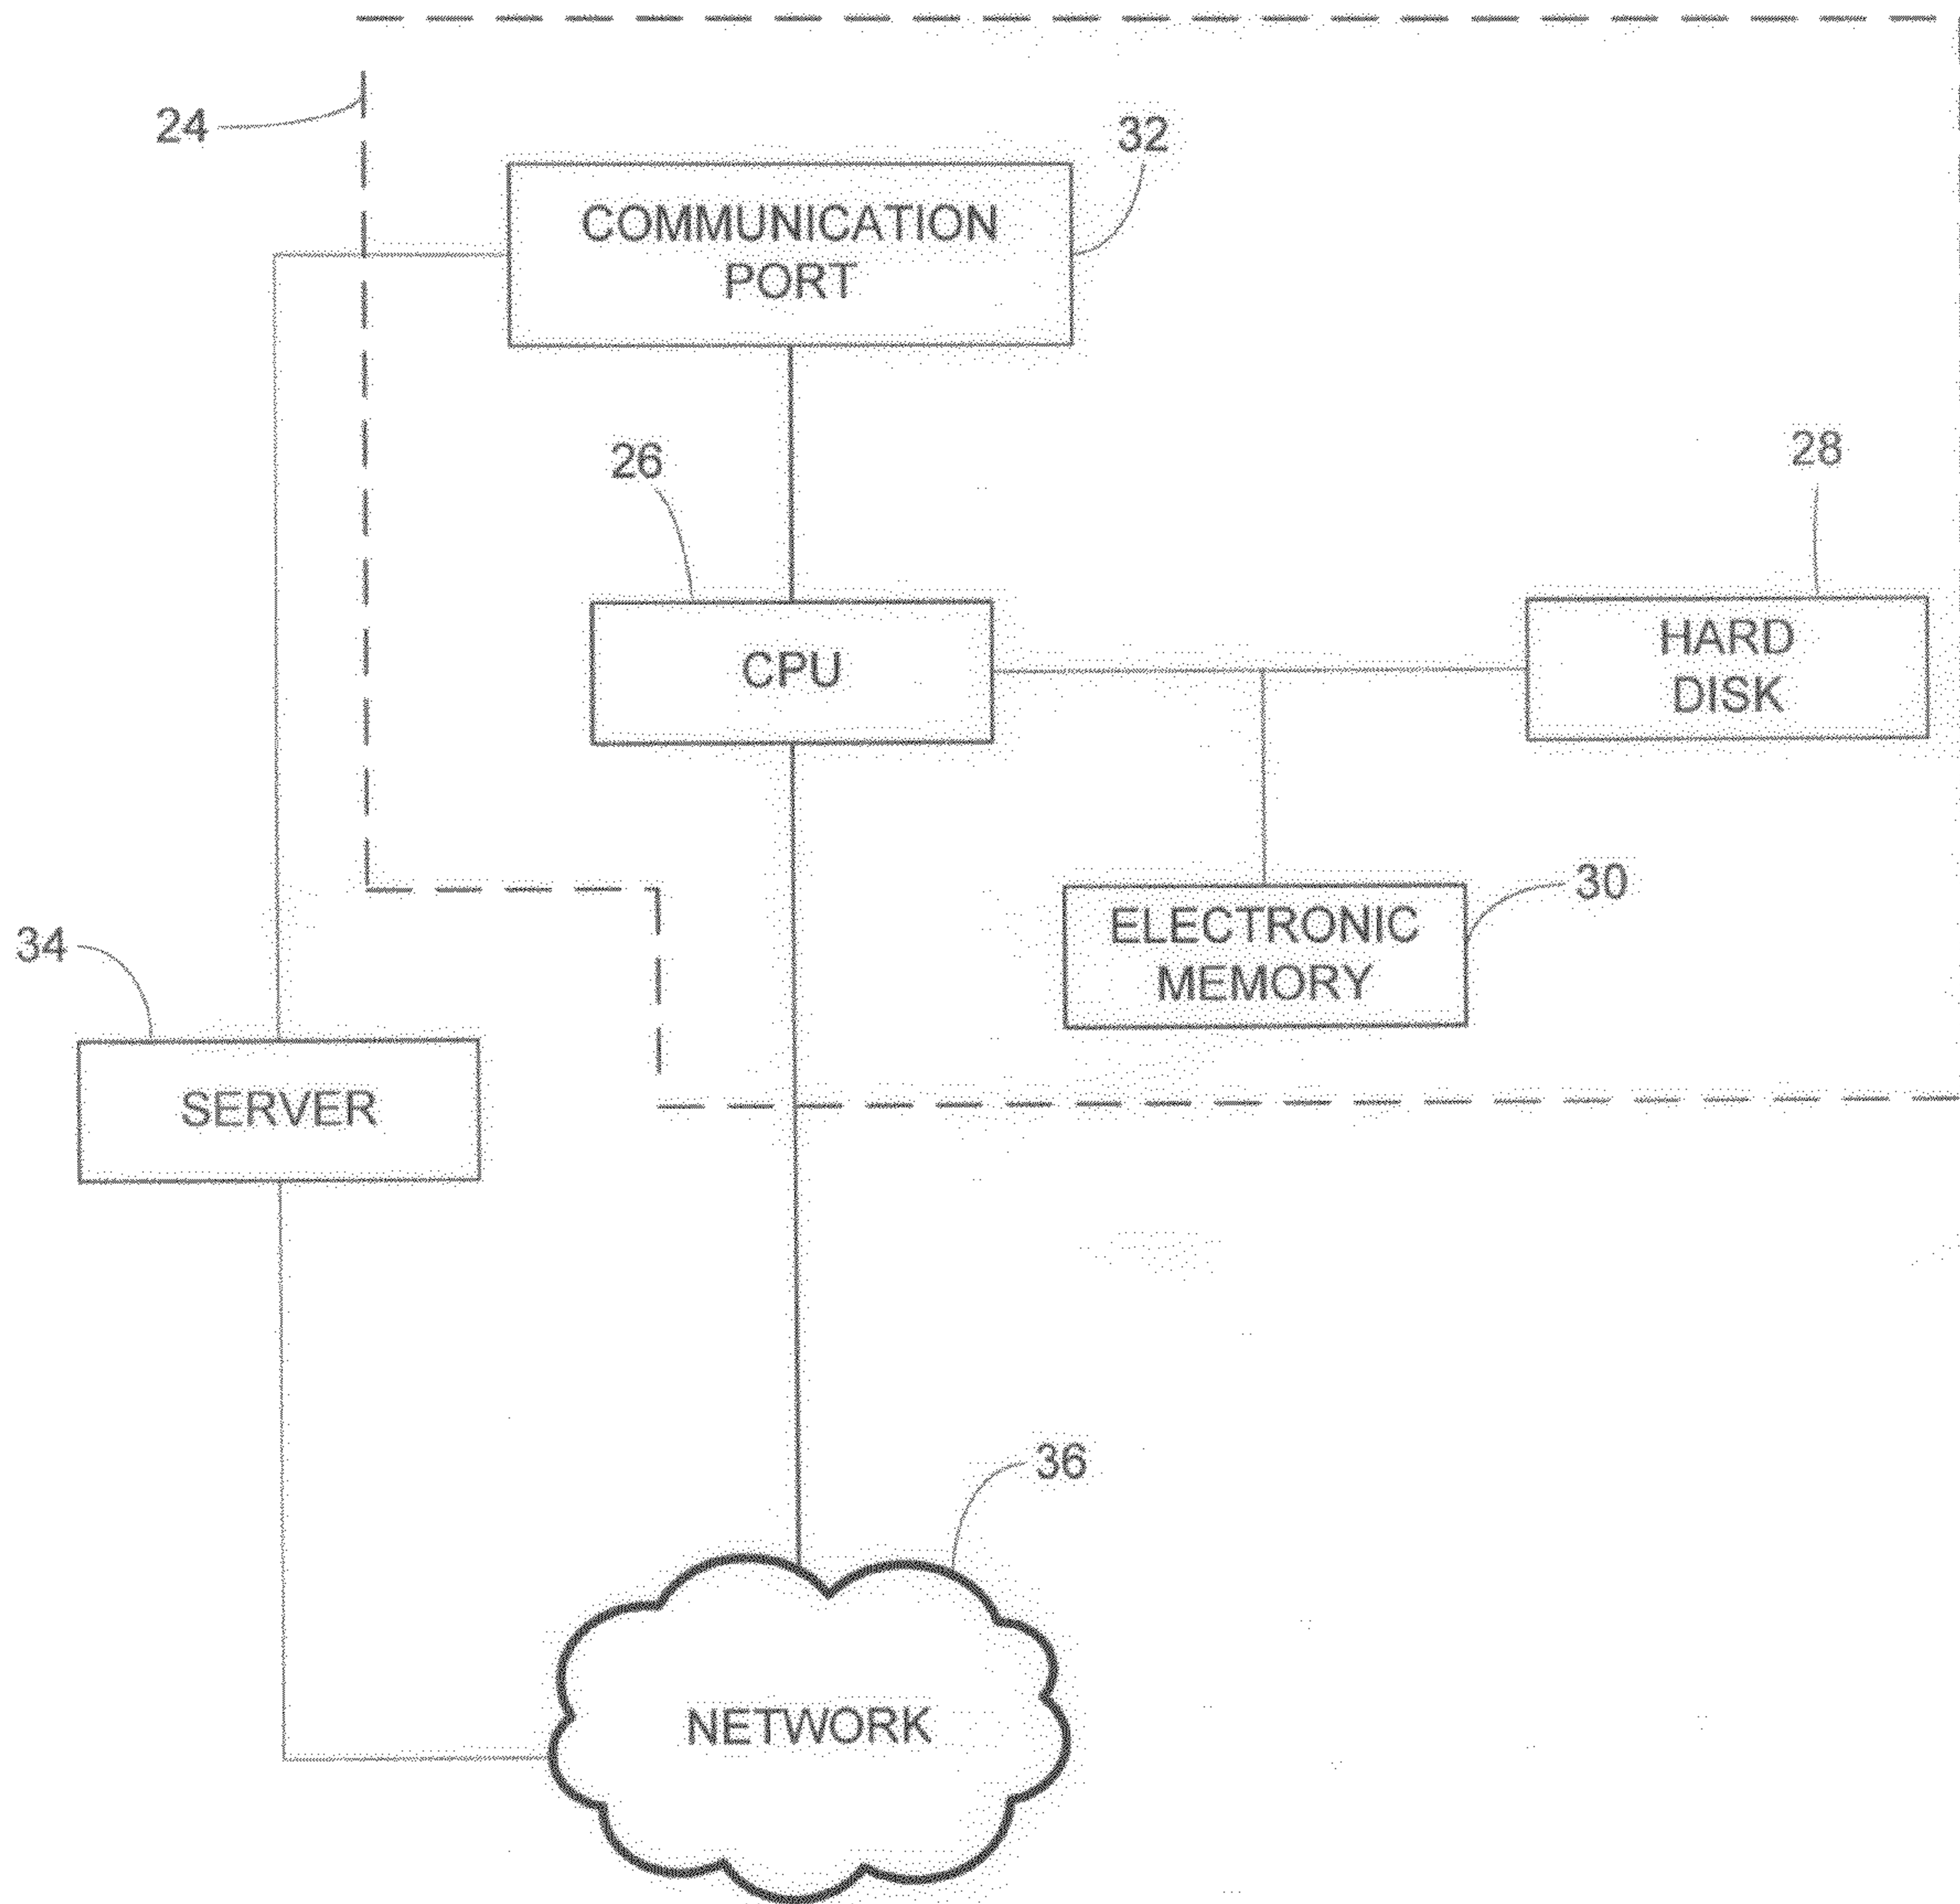 24
32
COMMUNICATION
PORT
26
28
CPU
HARD
DISK
30
ELECTRONIC
MEMORY
34
SERVER
36
NETWORK